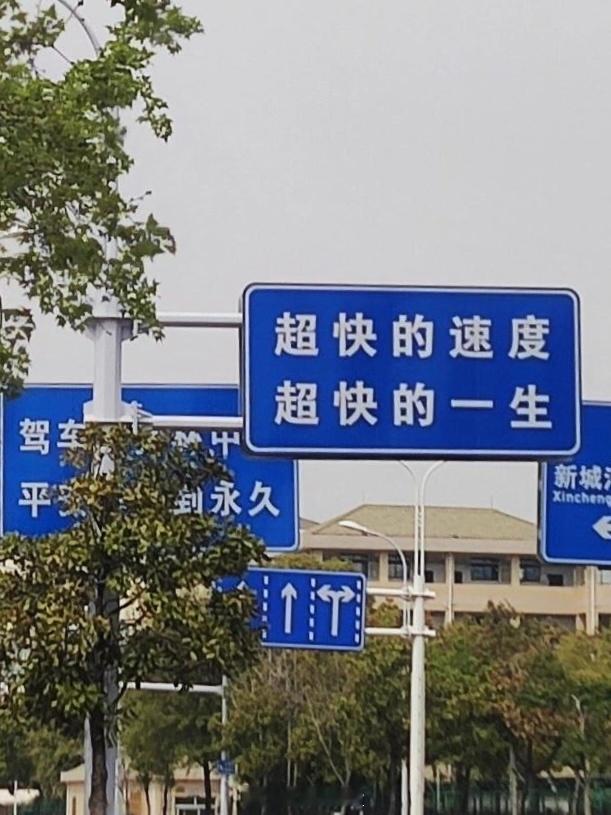 超快的速度
超快的一生
驾车
中
平
到永久
新城
Xincheng